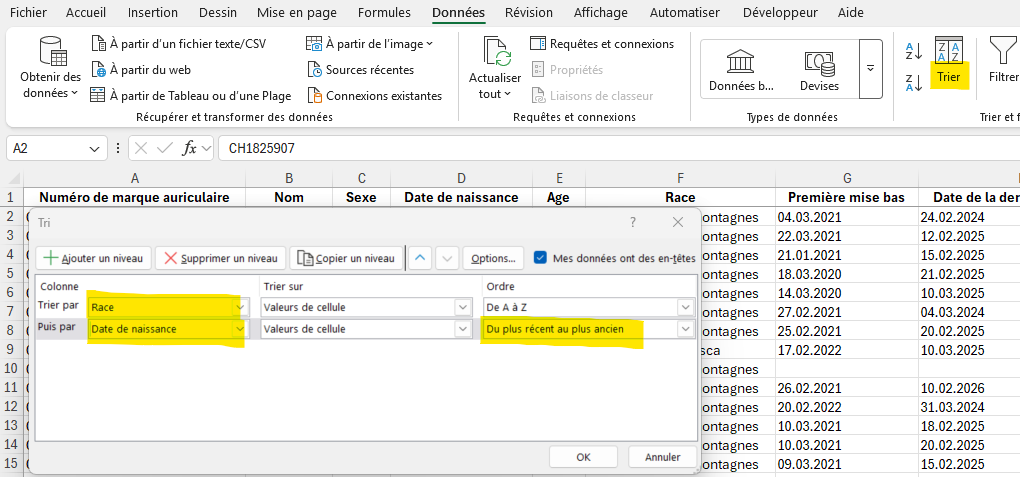 Fichier Accueil Insertion Dessin Mise en page Formules Données Révision Affichage Automatiser Développeur Aide
Obtenir des données
À partir d'un fichier texte/CSV
À partir du web
À partir de Tableau ou d'une Plage
À partir de l'image
Sources récentes
Connexions existantes
Récupérer et transformer des données
Actualiser tout
Requêtes et connexions
Propriétés
Liaisons de classeur
Requêtes et connexions
Données b...
Devises
Types de données
Trier
Filtrer
Trier et f
A2 fx CH1825907
A B C D E F G
1 Numéro de marque auriculaire Nom Sexe Date de naissance Age Race Première mise bas Date de la der
2 ontagnes 04.03.2021 24.02.2024
3 ontagnes 22.03.2021 12.02.2025
4 ontagnes 21.01.2021 15.02.2025
5 ontagnes 18.03.2020 21.02.2025
6 ontagnes 14.03.2020 10.03.2025
7 ontagnes 27.02.2021 04.03.2024
8 ontagnes 25.02.2021 20.02.2025
9 sca 17.02.2022 10.03.2025
10 ontagnes
11 ontagnes 26.02.2021 10.02.2026
12 ontagnes 20.02.2022 31.03.2024
13 ontagnes 10.03.2021 18.02.2025
14 ontagnes 10.03.2021 20.02.2025
15 ontagnes 09.03.2021 15.02.2025
Tri ?
Ajouter un niveau Supprimer un niveau Copier un niveau Options... Mes données ont des en-têtes
Colonne Trier sur Ordre
Trier par Race Valeurs de cellule De A à Z
Puis par Date de naissance Valeurs de cellule Du plus récent au plus ancien
OK Annuler